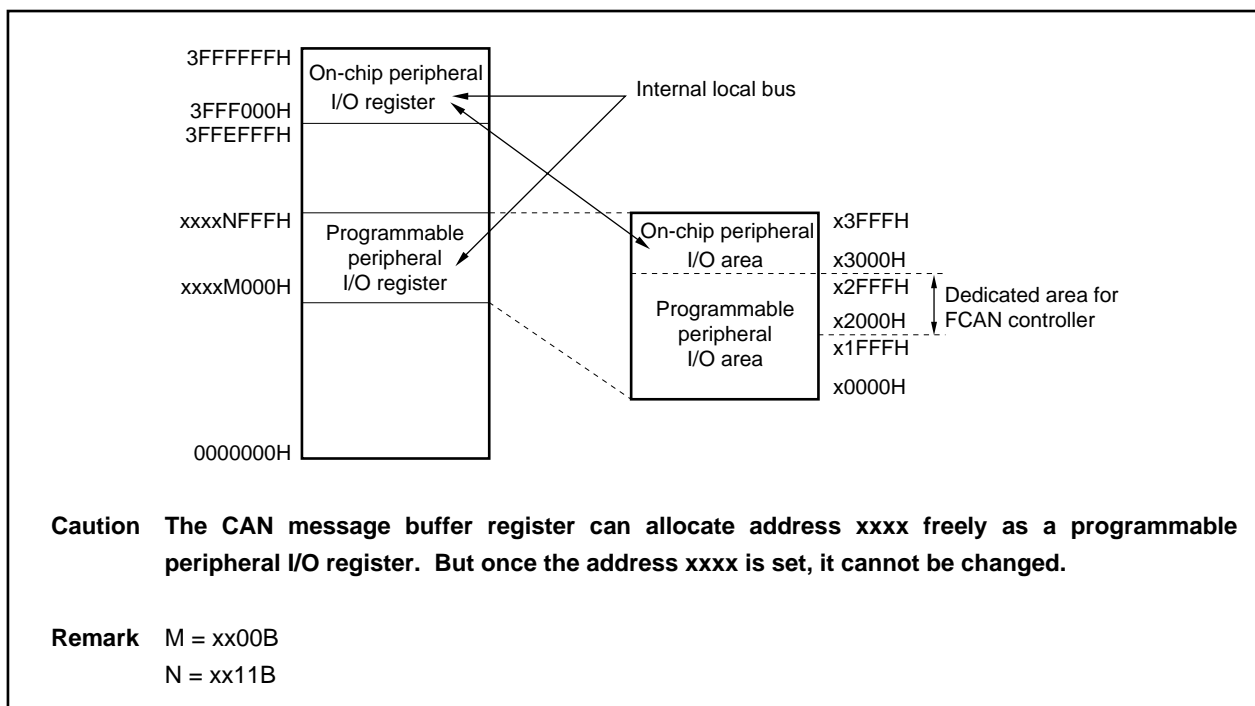 3FFFFFFH
On-chip peripheral
I/O register
3FFF000H
3FFEFFFH
Internal local bus
xxxxNFFFH
Programmable
peripheral
I/O register
xxxxM000H
0000000H
On-chip peripheral
I/O area
Programmable
peripheral
I/O area
x3FFFH
x3000H
x2FFFH
x2000H
x1FFFH
x0000H
Dedicated area for
FCAN controller
Caution The CAN message buffer register can allocate address xxxx freely as a programmable
peripheral I/O register. But once the address xxxx is set, it cannot be changed.
Remark M = xx00B
N = xx11B